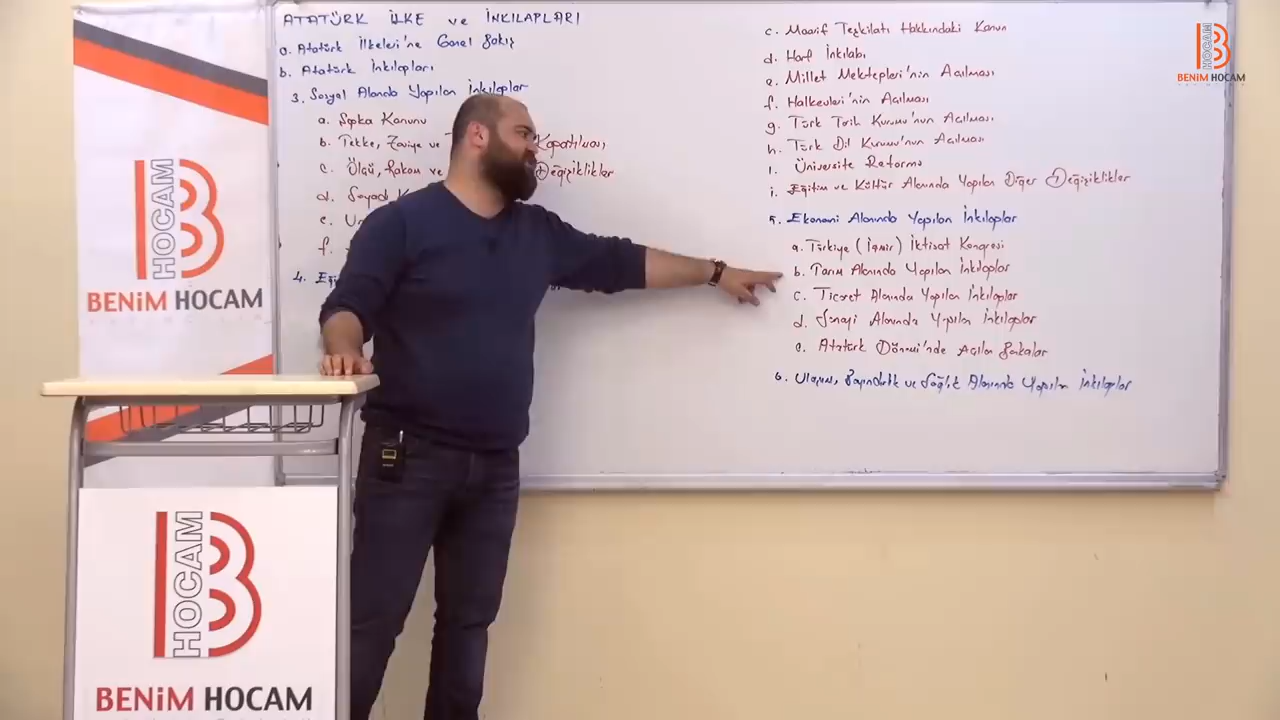 ATATÜRK İLKE ve İNKILAPLARI
a. Atatürk İlkeleri'ne Genel Bakış
b. Atatürk İnkılapları
3. Sosyal Alanda Yapılan İnkılaplar
a. Şapka Kanunu
b. Tekke, Zaviye ve Kapatılması
c. Ölçü, Rakam ve Değişiklikler
d. Soyadı
e.
f.
4.
c. Maarif Teşkilatı Hakkındaki Kanun
d. Harf İnkılabı
e. Millet Mektepleri'nin Açılması
f. Halkevleri'nin Açılması
g. Türk Tarih Kurumu'nun Açılması
h. Türk Dil Kurumu'nun Açılması
ı. Üniversite Reformu
i. Eğitim ve Kültür Alanında Yapılan Diğer Değişiklikler
5. Ekonomi Alanında Yapılan İnkılaplar
a. Türkiye (İzmir) İktisat Kongresi
b. Tarım Alanında Yapılan İnkılaplar
c. Ticaret Alanında Yapılan İnkılaplar
d. Sanayi Alanında Yapılan İnkılaplar
e. Atatürk Dönemi'nde Açılan Bankalar
6. Ulaşım, Bayındırlık ve Sağlık Alanında Yapılan İnkılaplar
HOCAM
BENİM HOCAM
HOCAM
BENİM HOCAM
HOCAM
BENİM HOCAM